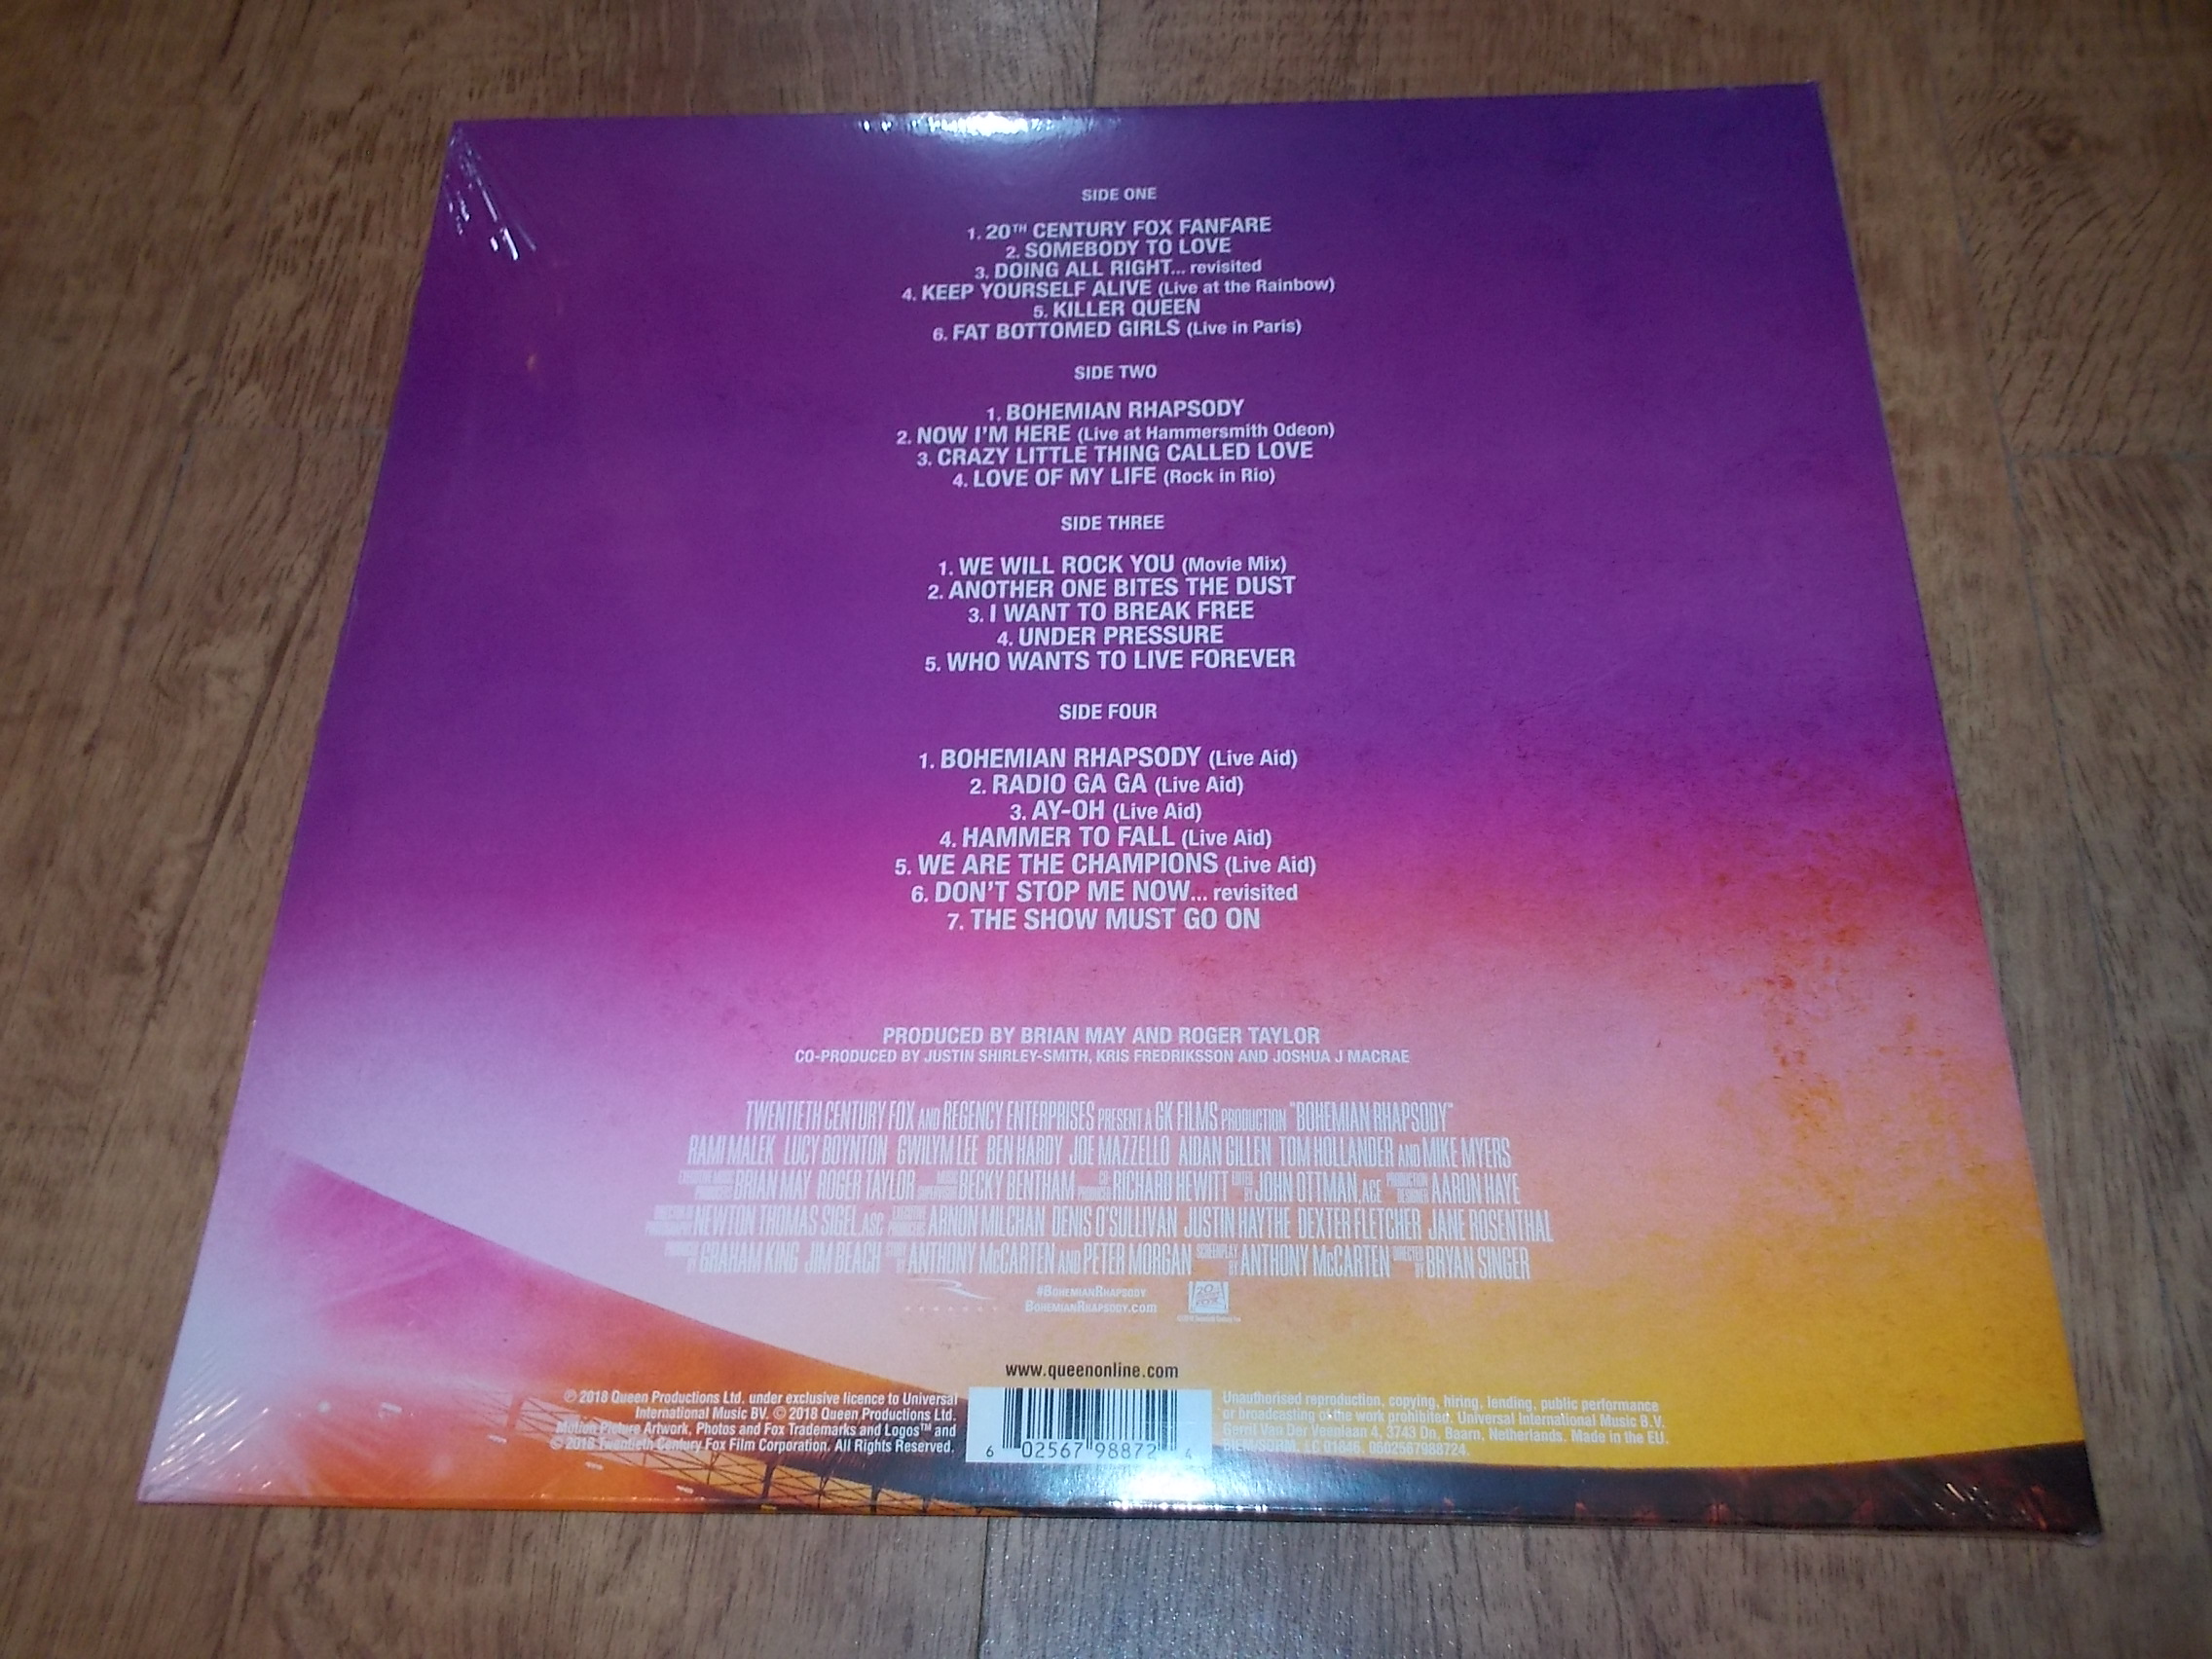 SIDE ONE
1. 20TH CENTURY FOX FANFARE
2. SOMEBODY TO LOVE
3. DOING ALL RIGHT... revisited
4. KEEP YOURSELF ALIVE (Live at the Rainbow)
5. KILLER QUEEN
6. FAT BOTTOMED GIRLS (Live in Paris)
SIDE TWO
1. BOHEMIAN RHAPSODY
2. NOW I'M HERE (Live at Hammersmith Odeon)
3. CRAZY LITTLE THING CALLED LOVE
4. LOVE OF MY LIFE (Rock in Rio)
SIDE THREE
1. WE WILL ROCK YOU (Movie Mix)
2. ANOTHER ONE BITES THE DUST
3. I WANT TO BREAK FREE
4. UNDER PRESSURE
5. WHO WANTS TO LIVE FOREVER
SIDE FOUR
1. BOHEMIAN RHAPSODY (Live Aid)
2. RADIO GA GA (Live Aid)
3. AY-OH (Live Aid)
4. HAMMER TO FALL (Live Aid)
5. WE ARE THE CHAMPIONS (Live Aid)
6. DON'T STOP ME NOW... revisited
7. THE SHOW MUST GO ON
PRODUCED BY BRIAN MAY AND ROGER TAYLOR
CO-PRODUCED BY JUSTIN SHIRLEY-SMITH, KRIS FREDRIKSSON AND JOSHUA J MACRAE
TWENTIETH CENTURY FOX AND REGENCY ENTERPRISES PRESENT A GK FILMS PRODUCTION "BOHEMIAN RHAPSODY"
RAMI MALEK LUCY BOYNTON GWILYM LEE BEN HARDY JOE MAZZELLO AIDAN GILLEN TOM HOLLANDER AND MIKE MYERS
BRIAN MAY ROGER TAYLOR BECKY BENTHAM RICHARD HEWITT JOHN OTTMAN, ACE PRODUCTION DESIGNER AARON HAYE
NEWTON THOMAS SIGEL, ASC ARNON MILCHAN DENIS O'SULLIVAN JUSTIN HAYTHE DEXTER FLETCHER JANE ROSENTHAL
GRAHAM KING JIM BEACH STORY BY ANTHONY McCARTEN AND PETER MORGAN SCREENPLAY BY ANTHONY McCARTEN DIRECTED BY BRYAN SINGER
#BOHEMIANRHAPSODY
BOHEMIANRHAPSODY.com
www.queenonline.com
℗ 2018 Queen Productions Ltd. under exclusive licence to Universal
International Music BV. © 2018 Queen Productions Ltd.
Motion Picture Artwork, Photos and Fox Trademarks and Logos™ and
© 2018 Twentieth Century Fox Film Corporation. All Rights Reserved.
6 02567 98872 4
Unauthorised reproduction, copying, hiring, lending, public performance
or broadcasting of the work prohibited. Universal International Music B.V.
Gerrit Van Der Veenlaan 4, 3743 Dn, Baarn, Netherlands. Made in the EU.
BIEM/SDRM. LC 01846. 0602567988724.